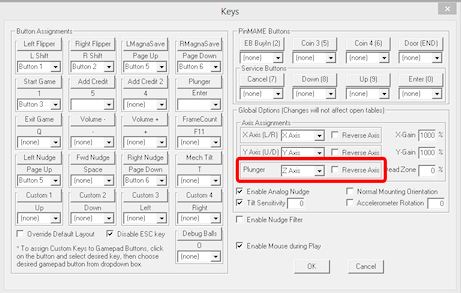 Keys
Button Assignments
Left Flipper Right Flipper LMagnaSave RMagnaSave
L Shift R Shift Page Up Page Down
Button 1 Button 2 Button 5 Button 6
Start Game Add Credit Add Credit 2 Plunger
1 5 4 Enter
Button 3 (none) (none) (none)
Exit Game Volume - Volume + FrameCount
Q - + F11
(none) (none) (none) (none)
Left Nudge Fwd Nudge Right Nudge Mech Tilt
Page Up Space Page Down T
Button 5 (none) Button 6 (none)
Custom 1 Custom 2 Custom 3 Custom 4
Up Down Left Right
(none) (none) (none) (none)
Override Default Layout Disable ESC key Debug Balls
O
(none)
* To assign Custom Keys to Gamepad Buttons, click
on the button and select desired key, then choose
desired gamepad button from dropdown box.
PinMAME Buttons
EB BuyIn (2) Coin 3 (5) Coin 4 (6) Door (END)
(none) (none) (none) (none)
Service Buttons
Cancel (7) Down (8) Up (9) Enter (0)
(none) (none) (none) (none)
Global Options (Changes will not affect open tables)
Axis Assignments
X Axis (L/R) X Axis Reverse Axis X-Gain 1000 %
Y Axis (U/D) Y Axis Reverse Axis Y-Gain 1000 %
Plunger Z Axis Reverse Axis ead Zone 0 %
Enable Analog Nudge Normal Mounting Orientation
Tilt Sensitivity 0 Accelerometer Rotation 0
Enable Nudge Filter
Enable Mouse during Play
OK Cancel